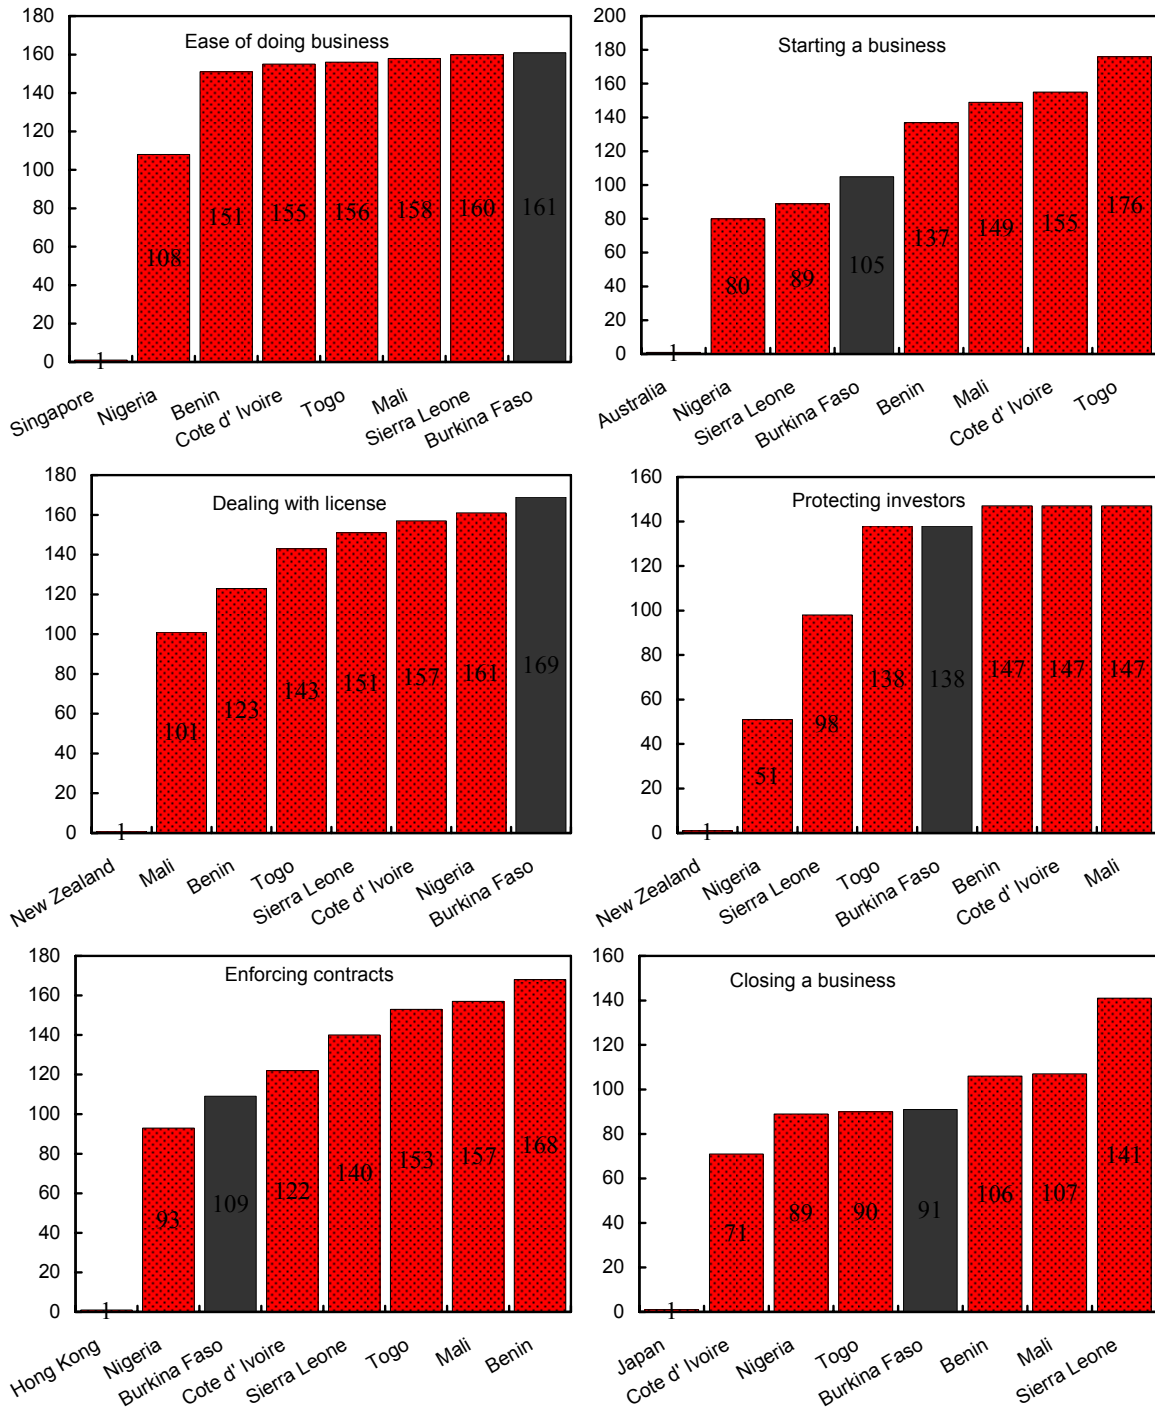 Ease of doing business
180
160
140
120
100
80
60
40
20
0
1
108
151
155
156
158
160
161
Singapore
Nigeria
Benin
Cote d' Ivoire
Togo
Mali
Sierra Leone
Burkina Faso
Starting a business
200
180
160
140
120
100
80
60
40
20
0
1
80
89
105
137
149
155
176
Australia
Nigeria
Sierra Leone
Burkina Faso
Benin
Mali
Cote d' Ivoire
Togo
Dealing with license
180
160
140
120
100
80
60
40
20
0
1
101
123
143
151
157
161
169
New Zealand
Mali
Benin
Togo
Sierra Leone
Cote d' Ivoire
Nigeria
Burkina Faso
Protecting investors
160
140
120
100
80
60
40
20
0
1
51
98
138
138
147
147
147
New Zealand
Nigeria
Sierra Leone
Togo
Burkina Faso
Benin
Cote d' Ivoire
Mali
Enforcing contracts
180
160
140
120
100
80
60
40
20
0
1
93
109
122
140
153
157
168
Hong Kong
Nigeria
Burkina Faso
Cote d' Ivoire
Sierra Leone
Togo
Mali
Benin
Closing a business
160
140
120
100
80
60
40
20
0
1
71
89
90
91
106
107
141
Japan
Cote d' Ivoire
Nigeria
Togo
Burkina Faso
Benin
Mali
Sierra Leone